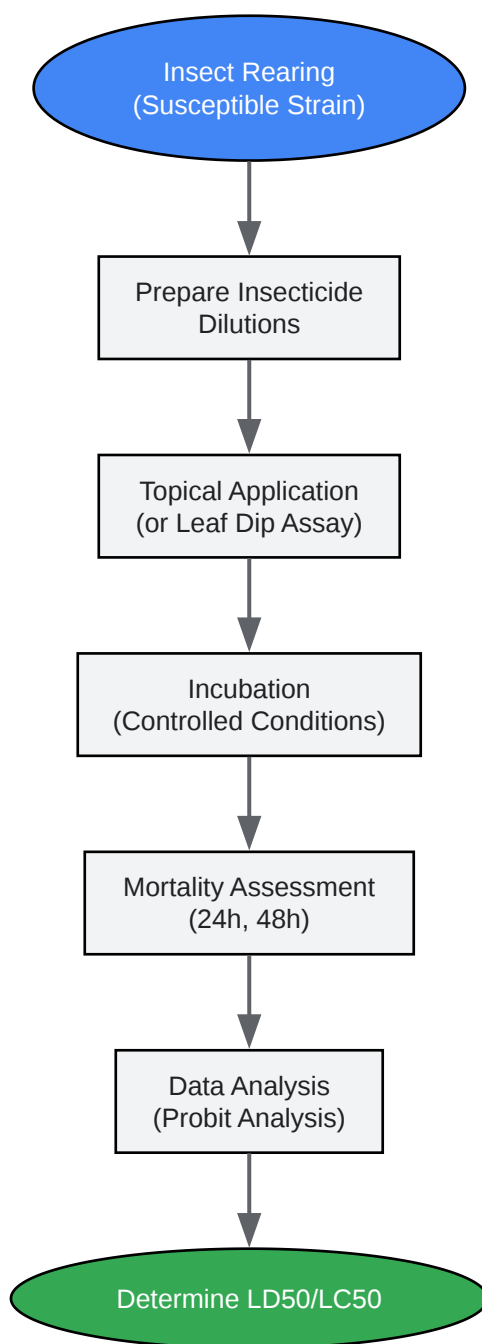 Insect Rearing
(Susceptible Strain)
Prepare Insecticide
Dilutions
Topical Application
(or Leaf Dip Assay)
Incubation
(Controlled Conditions)
Mortality Assessment
(24h, 48h)
Data Analysis
(Probit Analysis)
Determine LD50/LC50